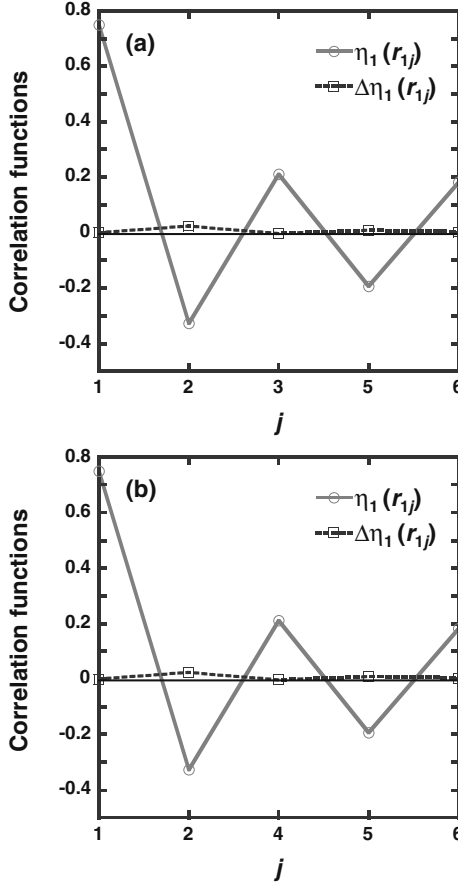 0.8
(a)
η1(r1j)
Δη1(r1j)
0.4
0.2
0
-0.2
-0.4
Correlation functions
1 2 3 5 6
j
0.8
(b)
η1(r1j)
Δη1(r1j)
0.6
0.4
0.2
0
-0.2
-0.4
Correlation functions
1 2 4 5 6
j